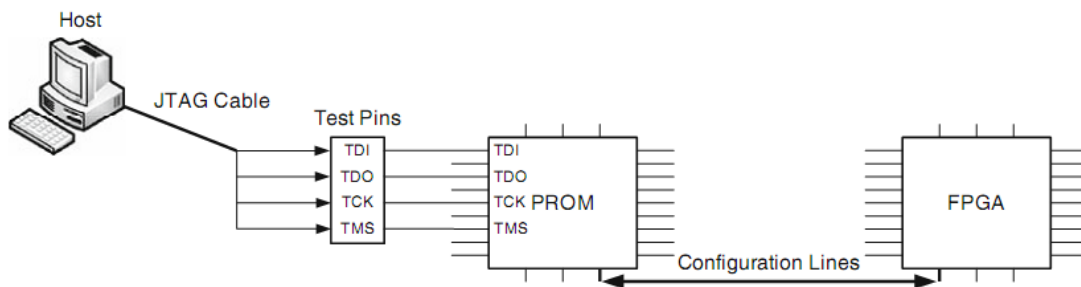 Host
JTAG Cable
Test Pins
TDI
TDO
TCK
TMS
TDI
TDO
TCK
TMS
PROM
FPGA
Configuration Lines